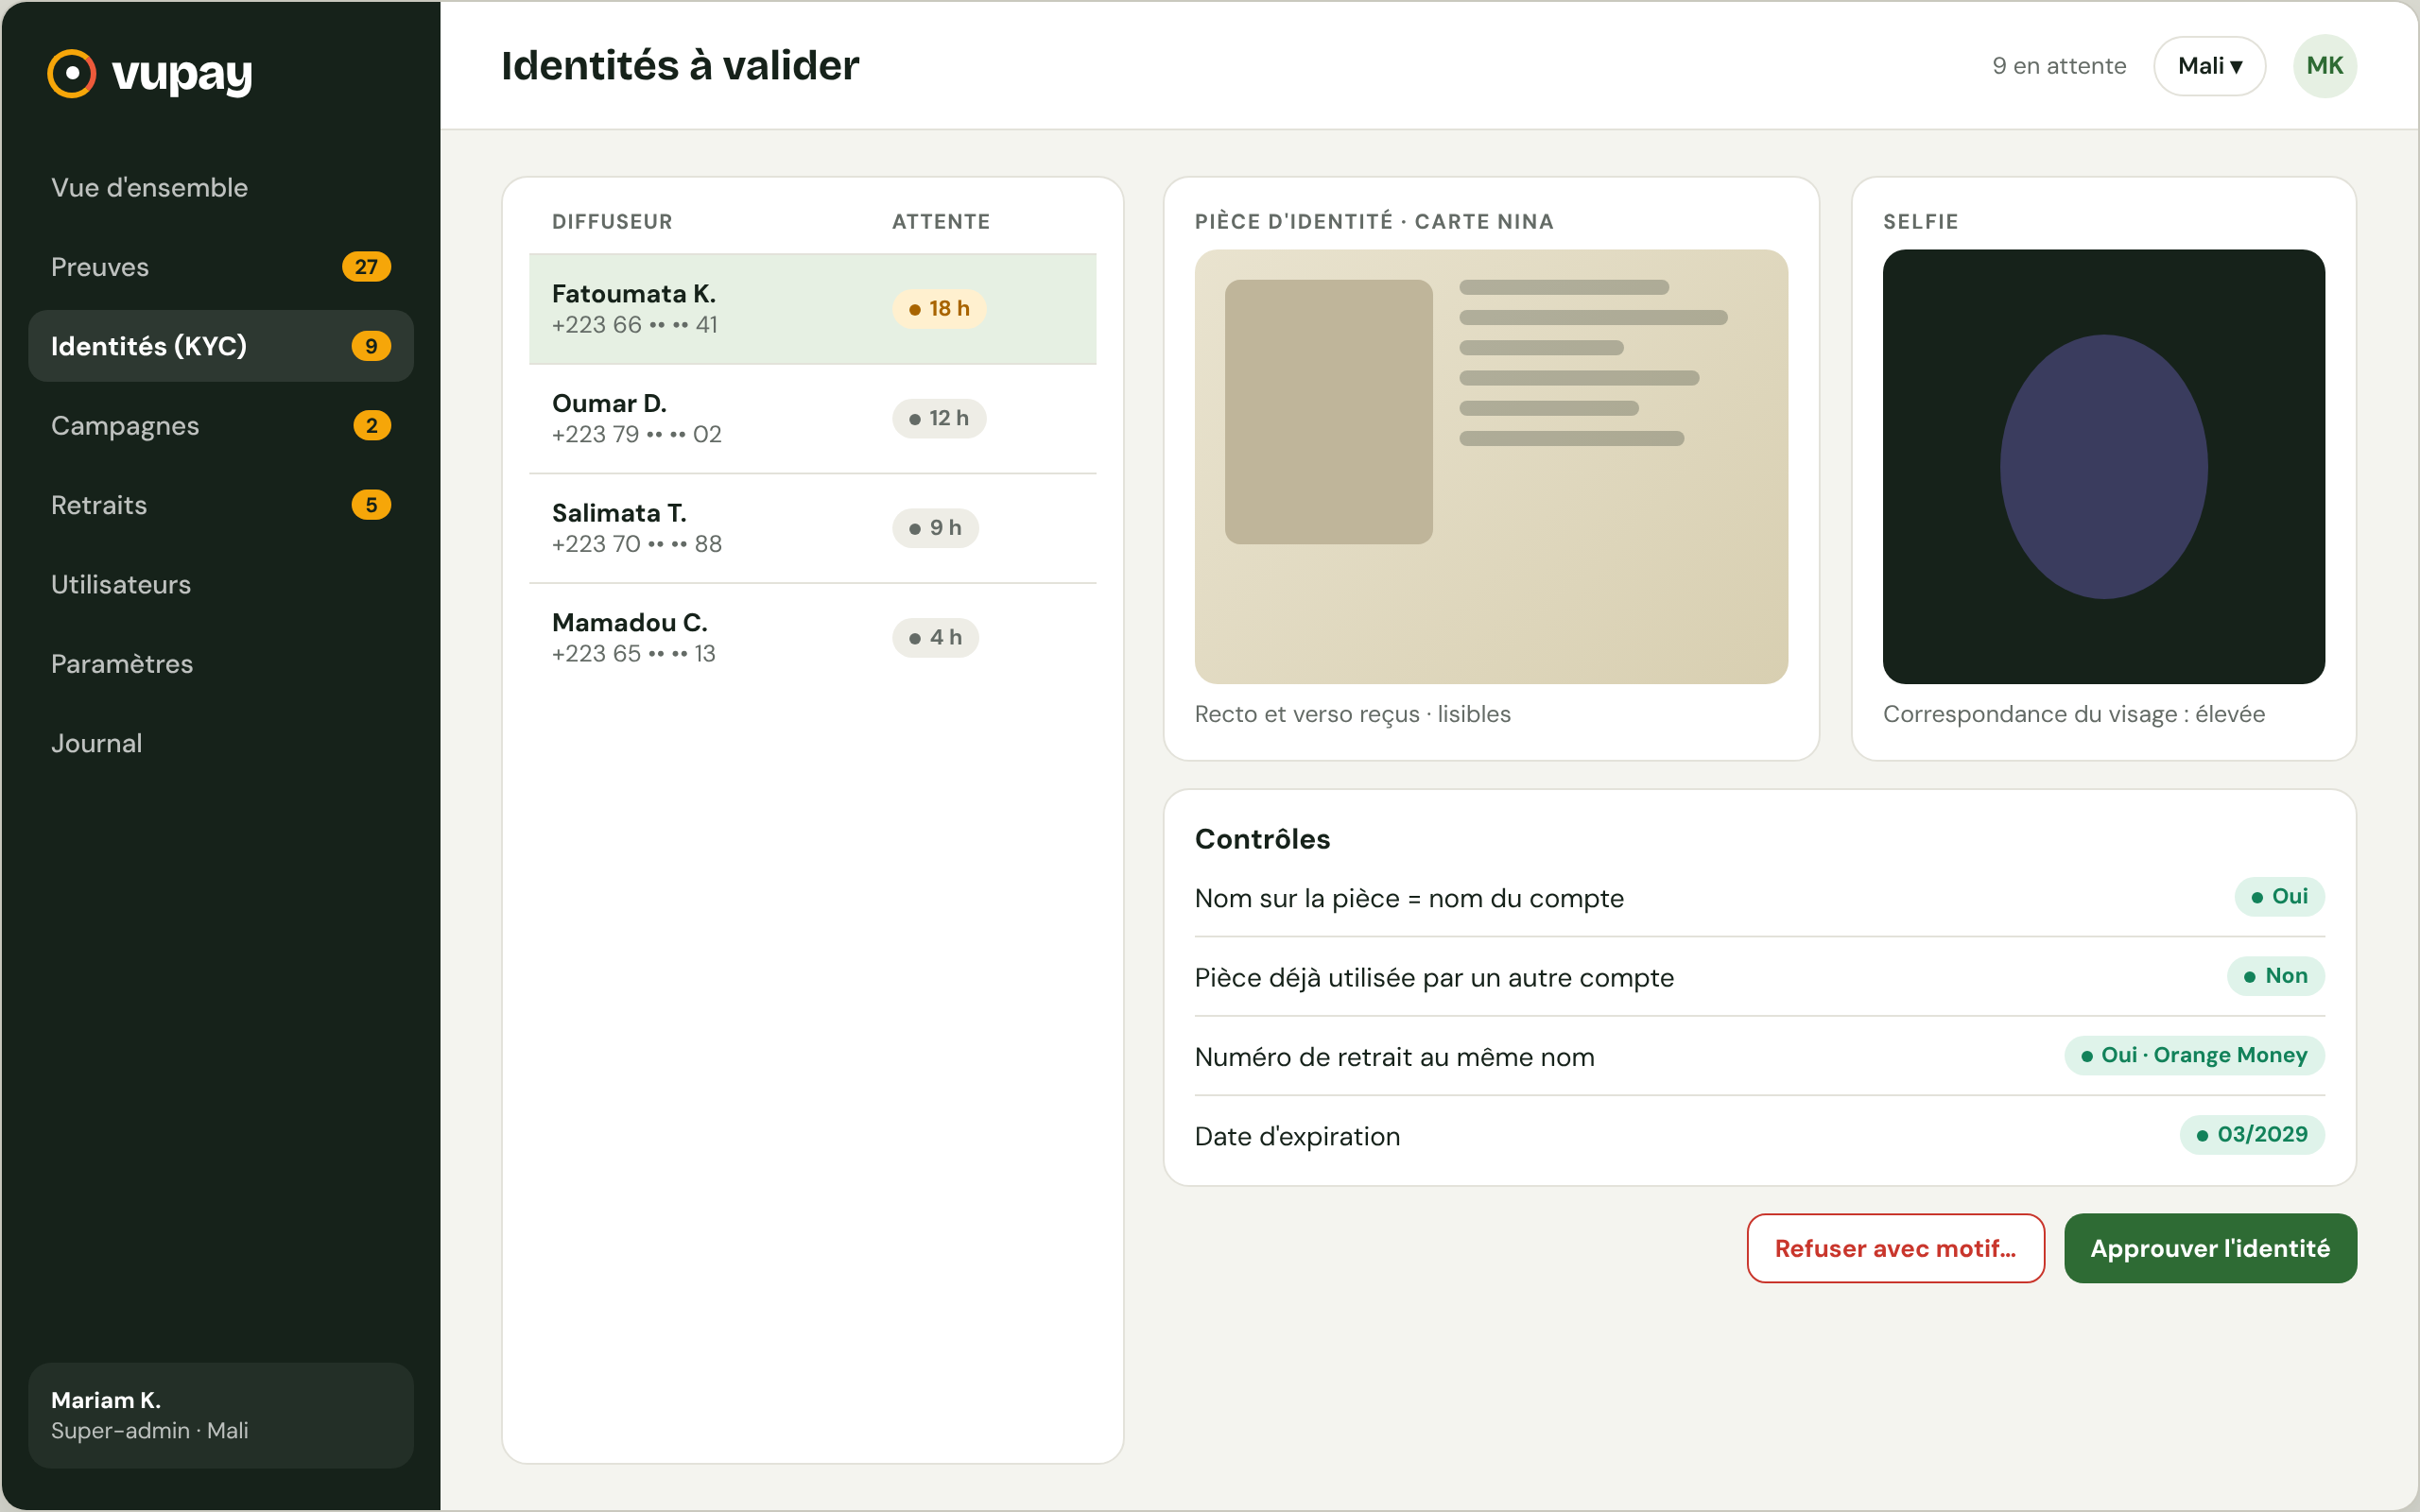 vupay
Vue d'ensemble
Preuves 27
Identités (KYC) 9
Campagnes 2
Retraits 5
Utilisateurs
Paramètres
Journal
Mariam K.
Super-admin · Mali
Identités à valider
9 en attente
Mali ▾
MK
DIFFUSEUR ATTENTE
Fatoumata K.
+223 66 •• •• 41
18 h
Oumar D.
+223 79 •• •• 02
12 h
Salimata T.
+223 70 •• •• 88
9 h
Mamadou C.
+223 65 •• •• 13
4 h
PIÈCE D'IDENTITÉ · CARTE NINA
Recto et verso reçus · lisibles
SELFIE
Correspondance du visage : élevée
Contrôles
Nom sur la pièce = nom du compte Oui
Pièce déjà utilisée par un autre compte Non
Numéro de retrait au même nom Oui · Orange Money
Date d'expiration 03/2029
Refuser avec motif…
Approuver l'identité